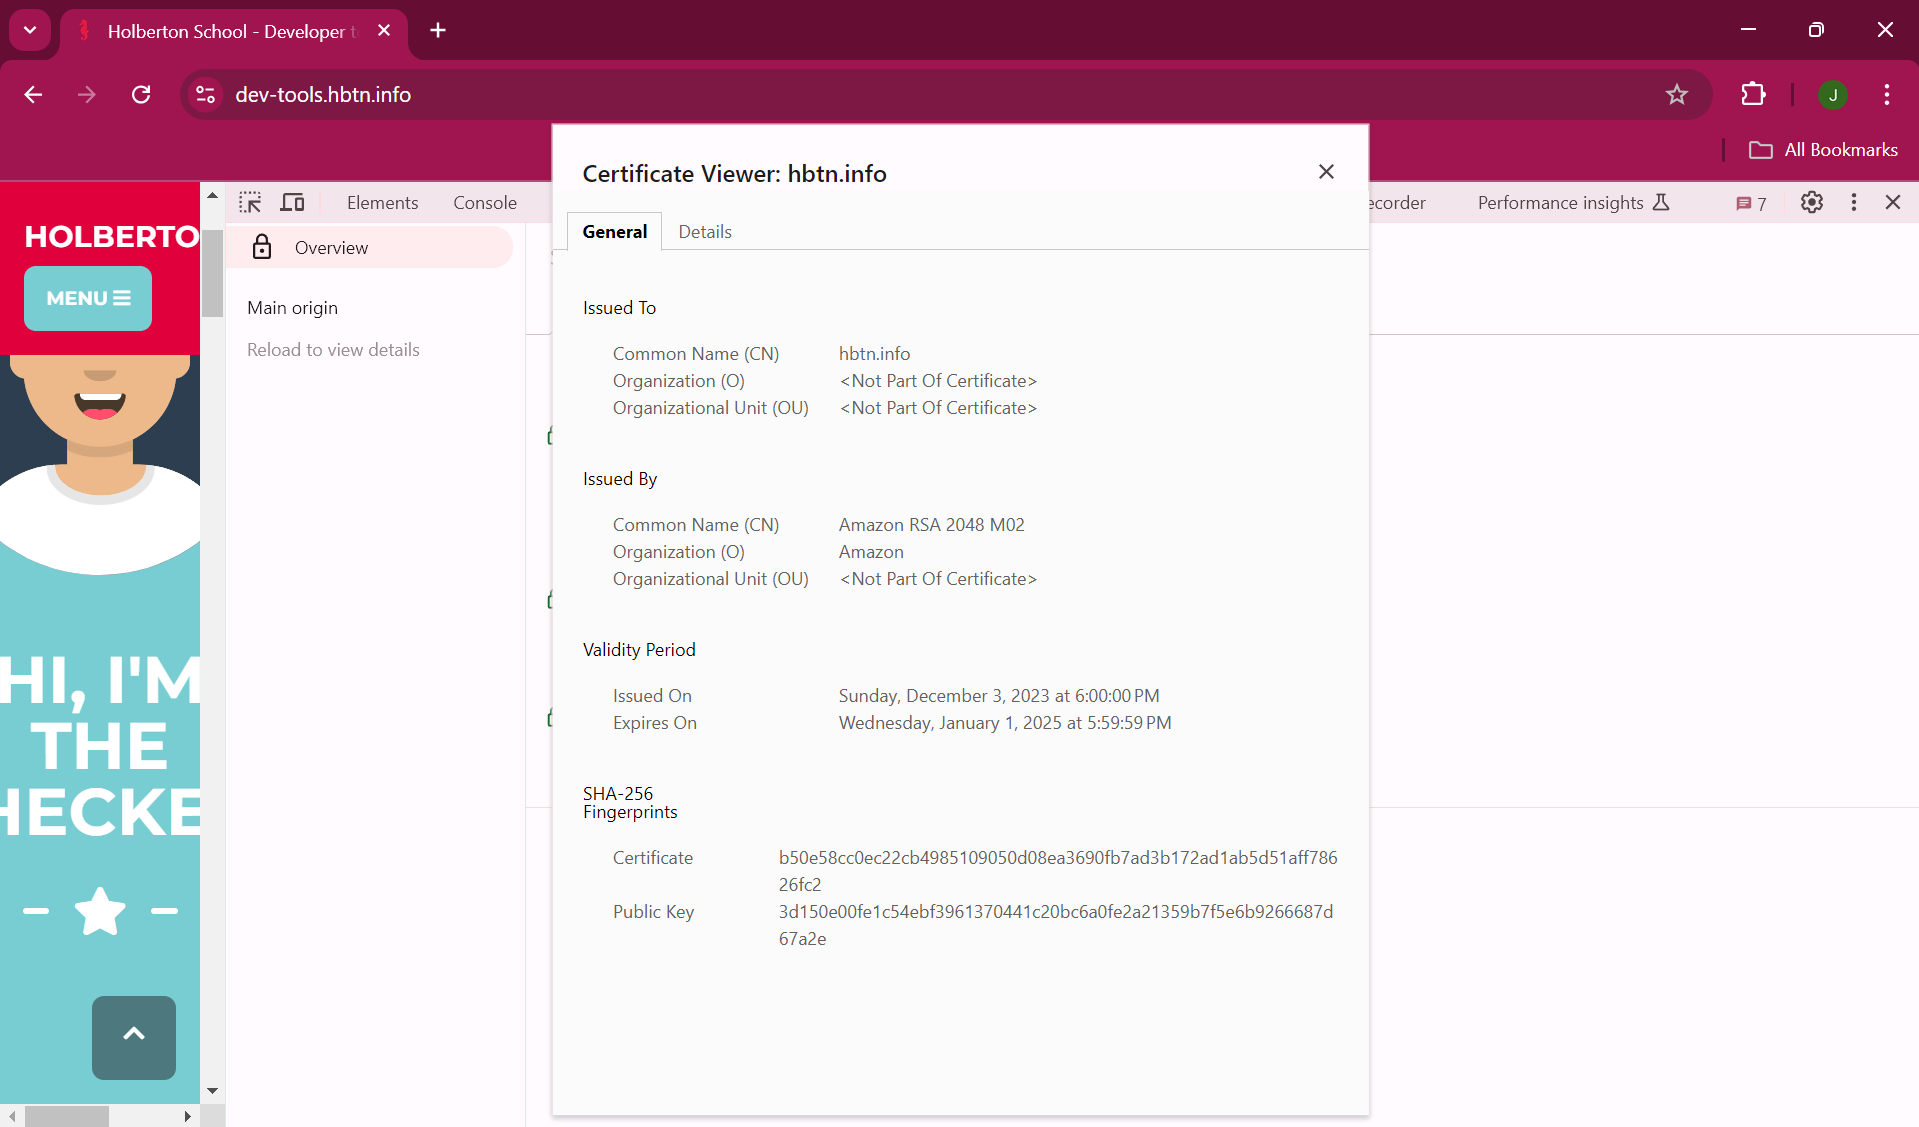 Holberton School - Developer t
dev-tools.hbtn.info
J
All Bookmarks
HOLBERTO
MENU
HI, I'M
THE
HECKE
Elements
Console
ecorder
Performance insights
7
Overview
Main origin
Reload to view details
Certificate Viewer: hbtn.info
General
Details
Issued To
Common Name (CN) hbtn.info
Organization (O) <Not Part Of Certificate>
Organizational Unit (OU) <Not Part Of Certificate>
Issued By
Common Name (CN) Amazon RSA 2048 M02
Organization (O) Amazon
Organizational Unit (OU) <Not Part Of Certificate>
Validity Period
Issued On Sunday, December 3, 2023 at 6:00:00 PM
Expires On Wednesday, January 1, 2025 at 5:59:59 PM
SHA-256
Fingerprints
Certificate b50e58cc0ec22cb4985109050d08ea3690fb7ad3b172ad1ab5d51aff786
26fc2
Public Key 3d150e00fe1c54ebf3961370441c20bc6a0fe2a21359b7f5e6b9266687d
67a2e